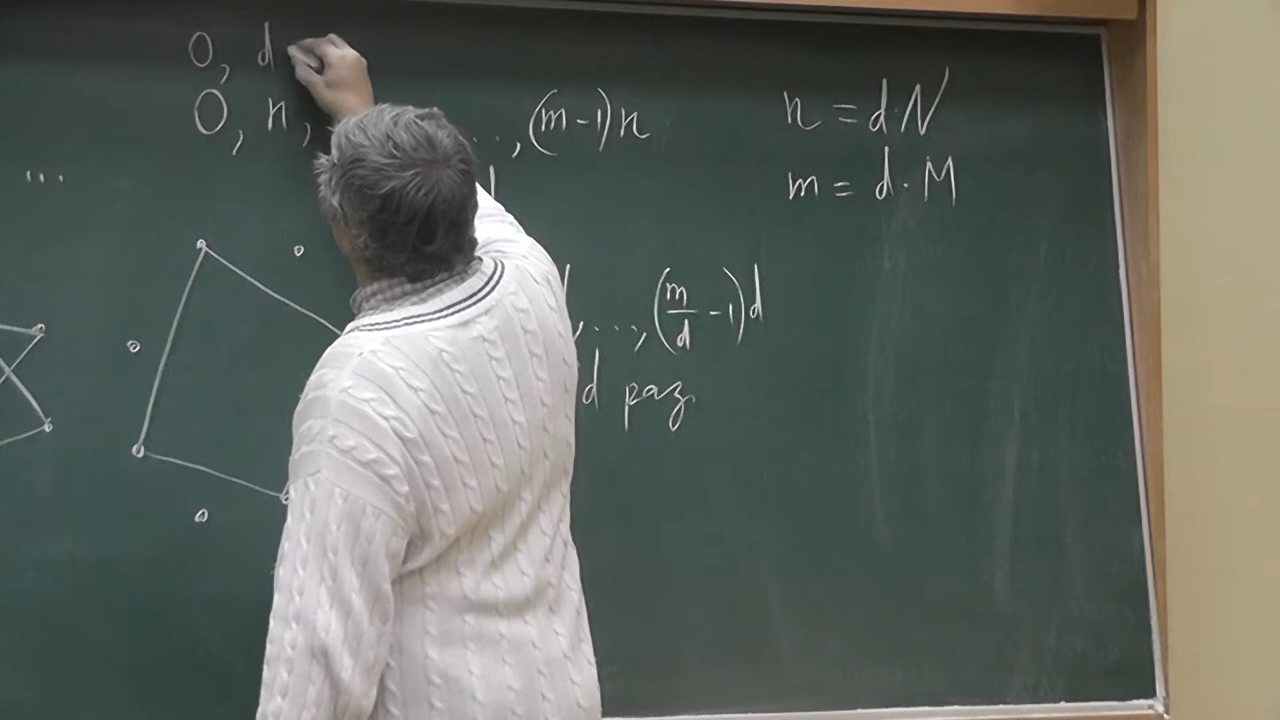 0, d
0, n, ..., (m-1)n
n = d·N
m = d·M
...
, ..., (m/d - 1)d
d раз.